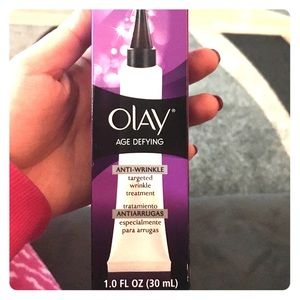 OLAY®
AGE DEFYING
ANTI-WRINKLE
targeted
wrinkle
treatment
tratamiento
ANTIARRUGAS
especialmente
para arrugas
1.0 FL OZ (30 mL)